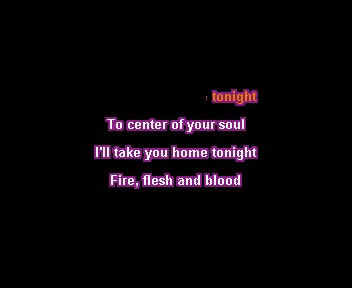 tonight
To center of your soul
I'll take you home tonight
Fire, flesh and blood